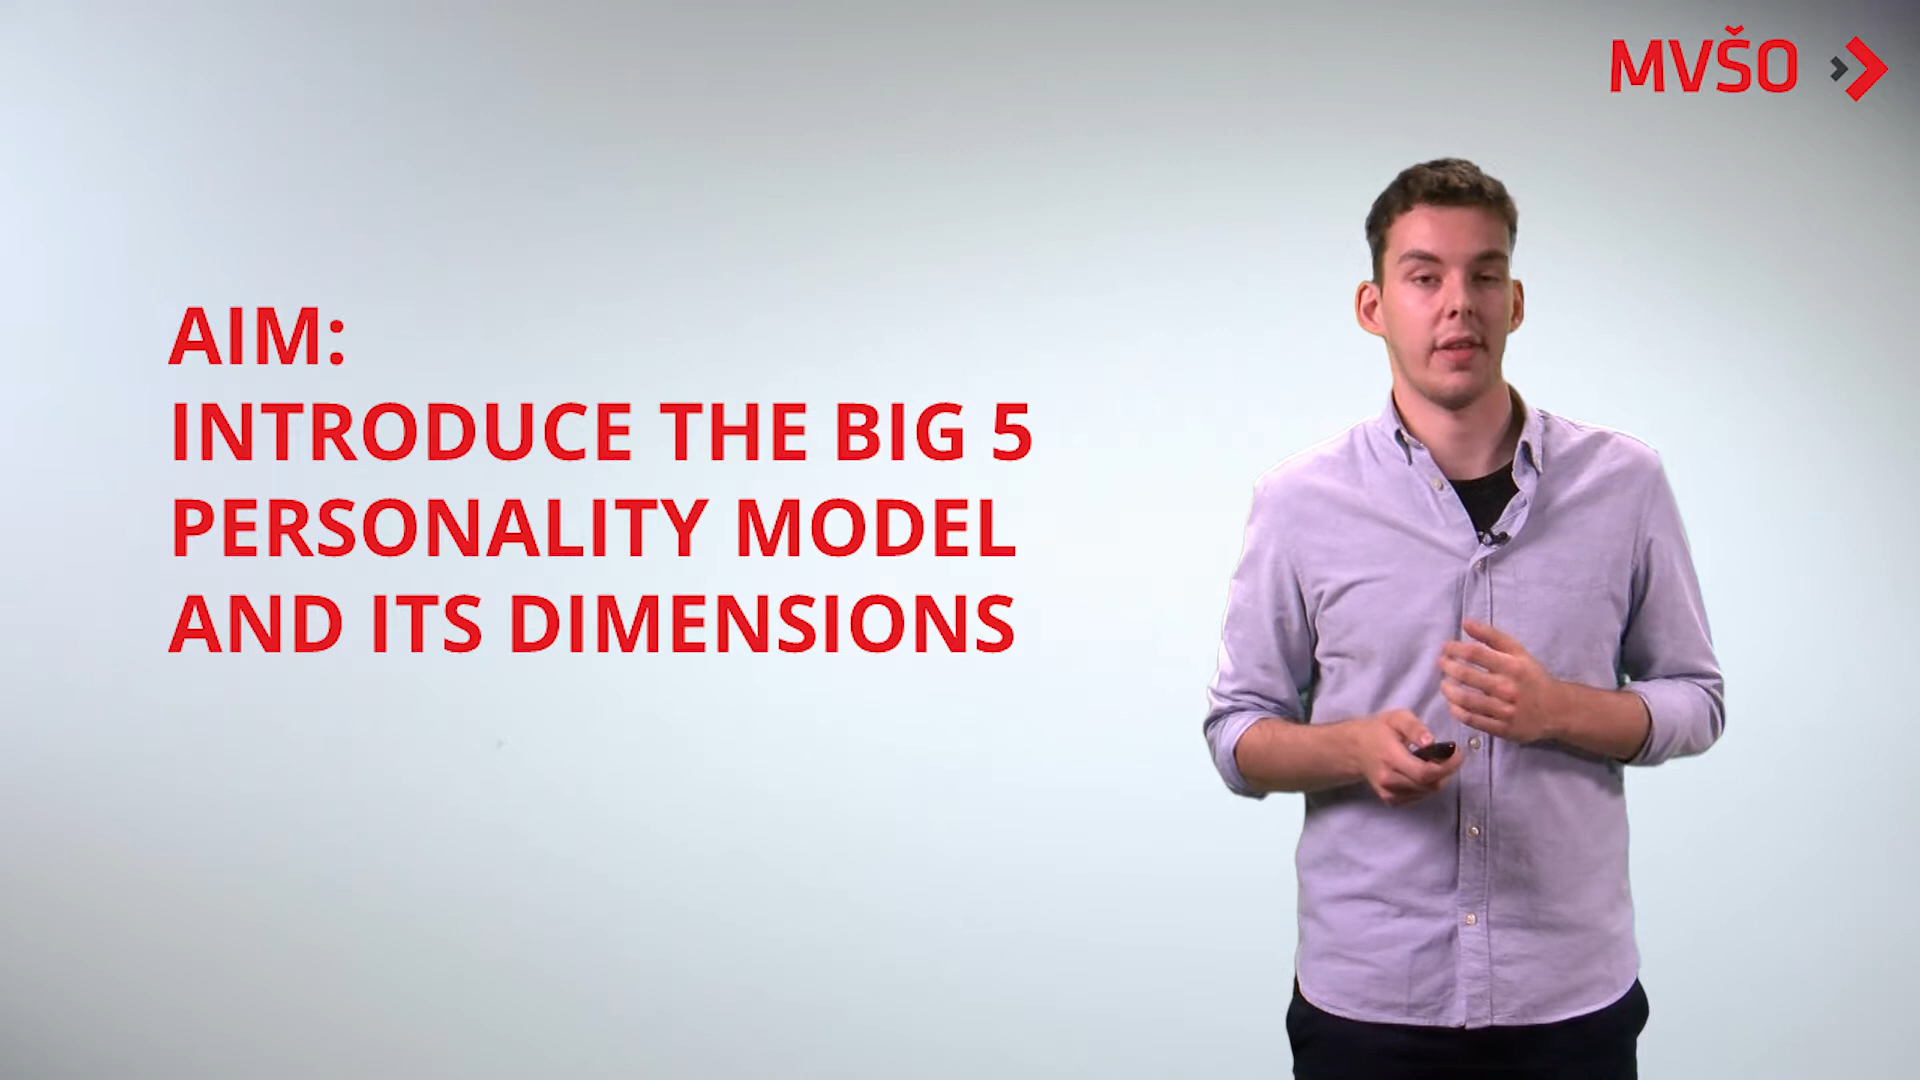 MVŠO
AIM:
INTRODUCE THE BIG 5
PERSONALITY MODEL
AND ITS DIMENSIONS